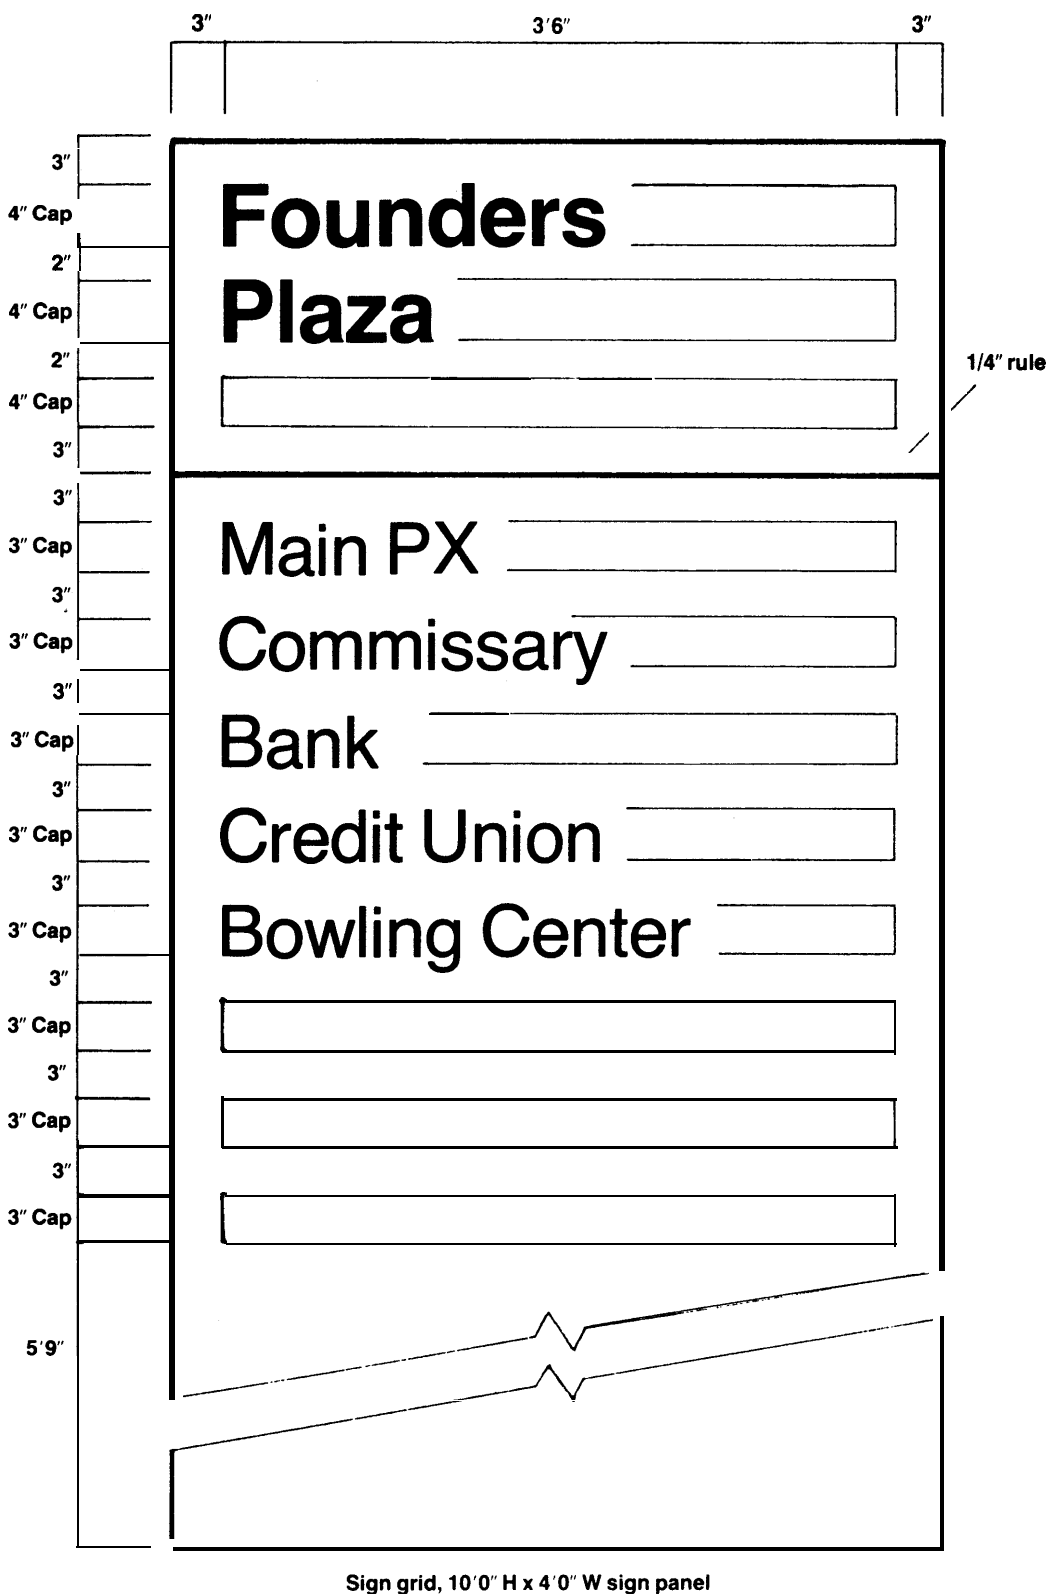 3" 3'6" 3"
3"
4" Cap Founders
2"
4" Cap Plaza
2"
1/4" rule
4" Cap
3"
3"
3" Cap Main PX
3"
3" Cap Commissary
3"
3" Cap Bank
3"
3" Cap Credit Union
3"
3" Cap Bowling Center
3"
3" Cap
3"
3" Cap
3"
3" Cap
5'9"
Sign grid, 10'0" H x 4'0" W sign panel